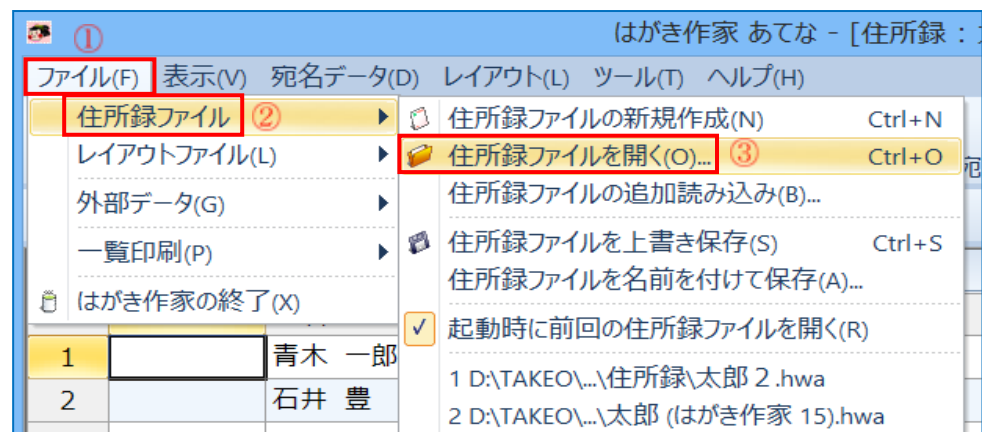 ①
はがき作家 あてな - [住所録 :
ファイル(F) 表示(V) 宛名データ(D) レイアウト(L) ツール(T) ヘルプ(H)
住所録ファイル ②
レイアウトファイル(L)
外部データ(G)
一覧印刷(P)
はがき作家の終了(X)
住所録ファイルの新規作成(N) Ctrl+N
住所録ファイルを開く(O)... ③ Ctrl+O
宛
住所録ファイルの追加読み込み(B)...
住所録ファイルを上書き保存(S) Ctrl+S
住所録ファイルを名前を付けて保存(A)...
✓ 起動時に前回の住所録ファイルを開く(R)
1 D:\TAKEO\...\住所録\太郎２.hwa
2 D:\TAKEO\...\太郎 (はがき作家 15).hwa
1 青木 一郎
2 石井 豊